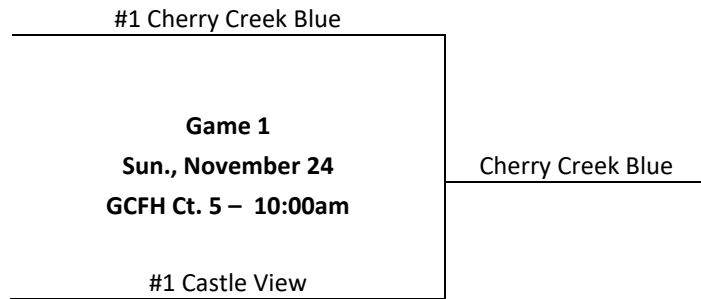 #1 Cherry Creek Blue
Game 1
Sun., November 24
Cherry Creek Blue
GCFH Ct. 5 – 10:00am
#1 Castle View